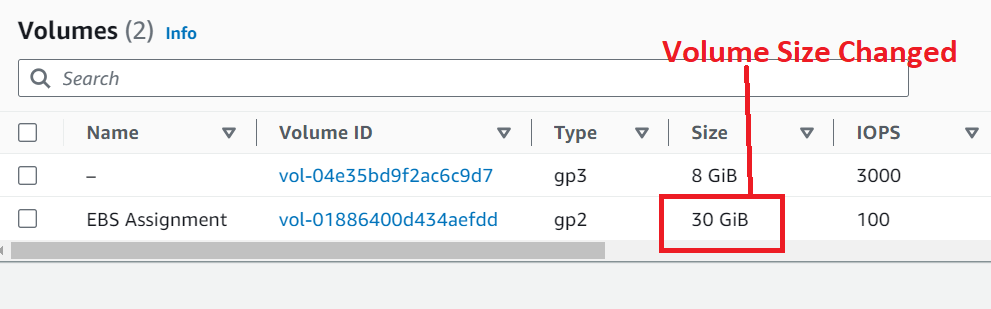 Volumes (2) Info
Volume Size Changed
Search
Name Volume ID Type Size IOPS
– vol-04e35bd9f2ac6c9d7 gp3 8 GiB 3000
EBS Assignment vol-01886400d434aefdd gp2 30 GiB 100